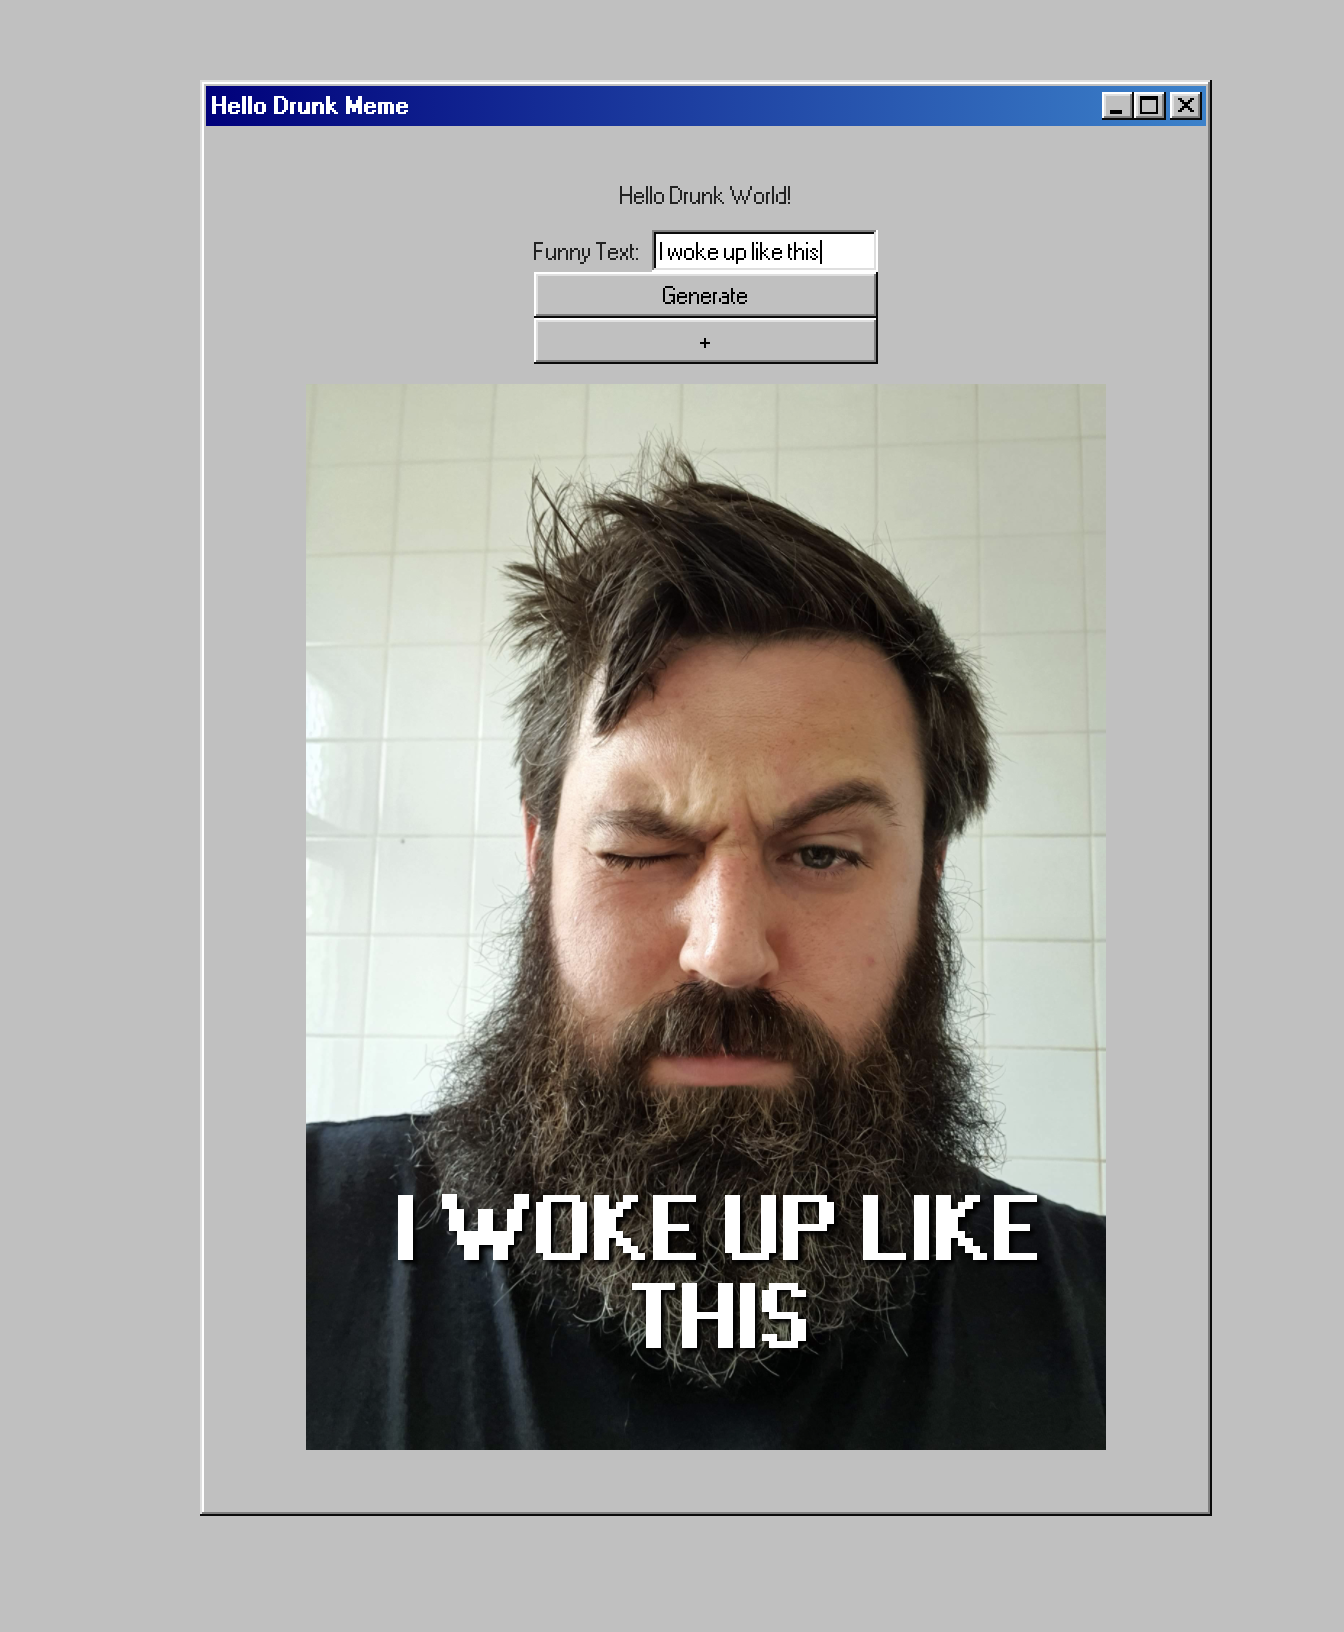 Hello Drunk Meme
Hello Drunk World!
Funny Text: I woke up like this
Generate
+
I WOKE UP LIKE
THIS